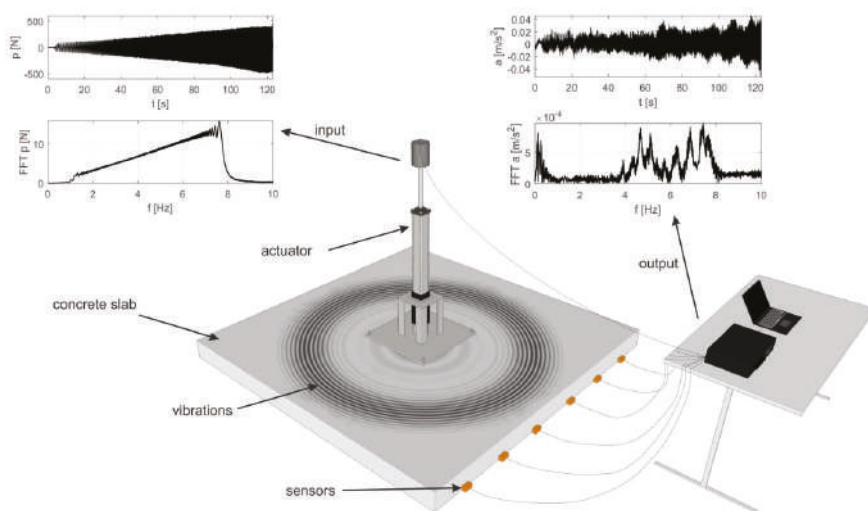 500
0
-500
p [N]
0 20 40 60 80 100 120
t [s]
10
0
FFT p [N]
0 2 4 6 8 10
f [Hz]
input
actuator
concrete slab
vibrations
sensors
0.04
0.02
0
-0.02
-0.04
a [m/s²]
0 20 40 60 80 100 120
t [s]
×10⁻⁴
5
0
FFT a [m/s²]
0 2 4 6 8 10
f [Hz]
output